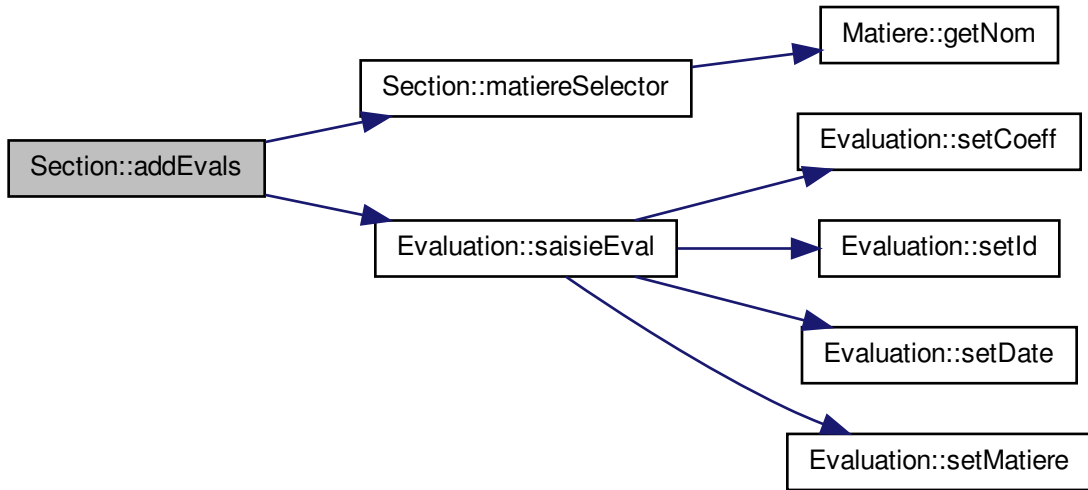 Matiere::getNom
Section::matiereSelector
Evaluation::setCoeff
Section::addEvals
Evaluation::saisieEval
Evaluation::setId
Evaluation::setDate
Evaluation::setMatiere